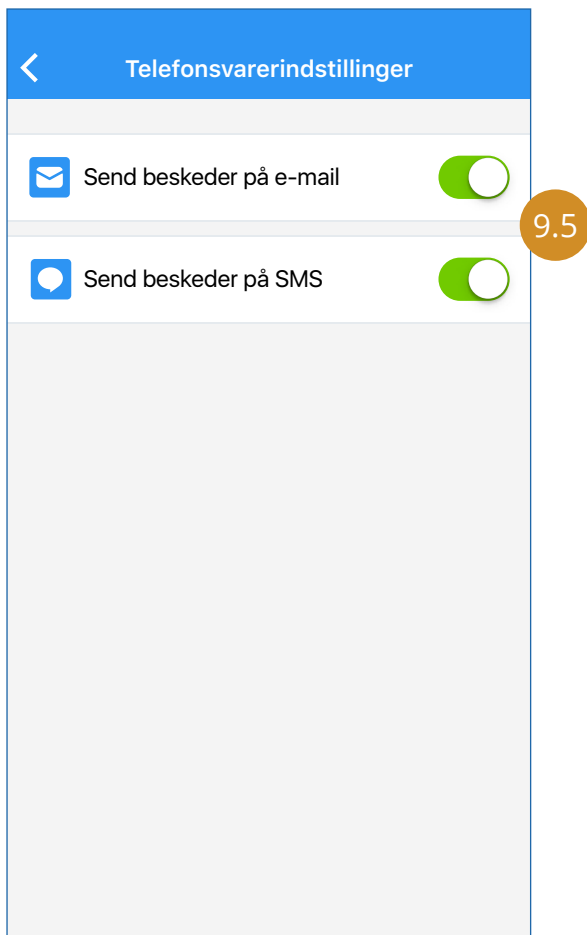 Telefonsvarerindstillinger
Send beskeder på e-mail
9.5
Send beskeder på SMS